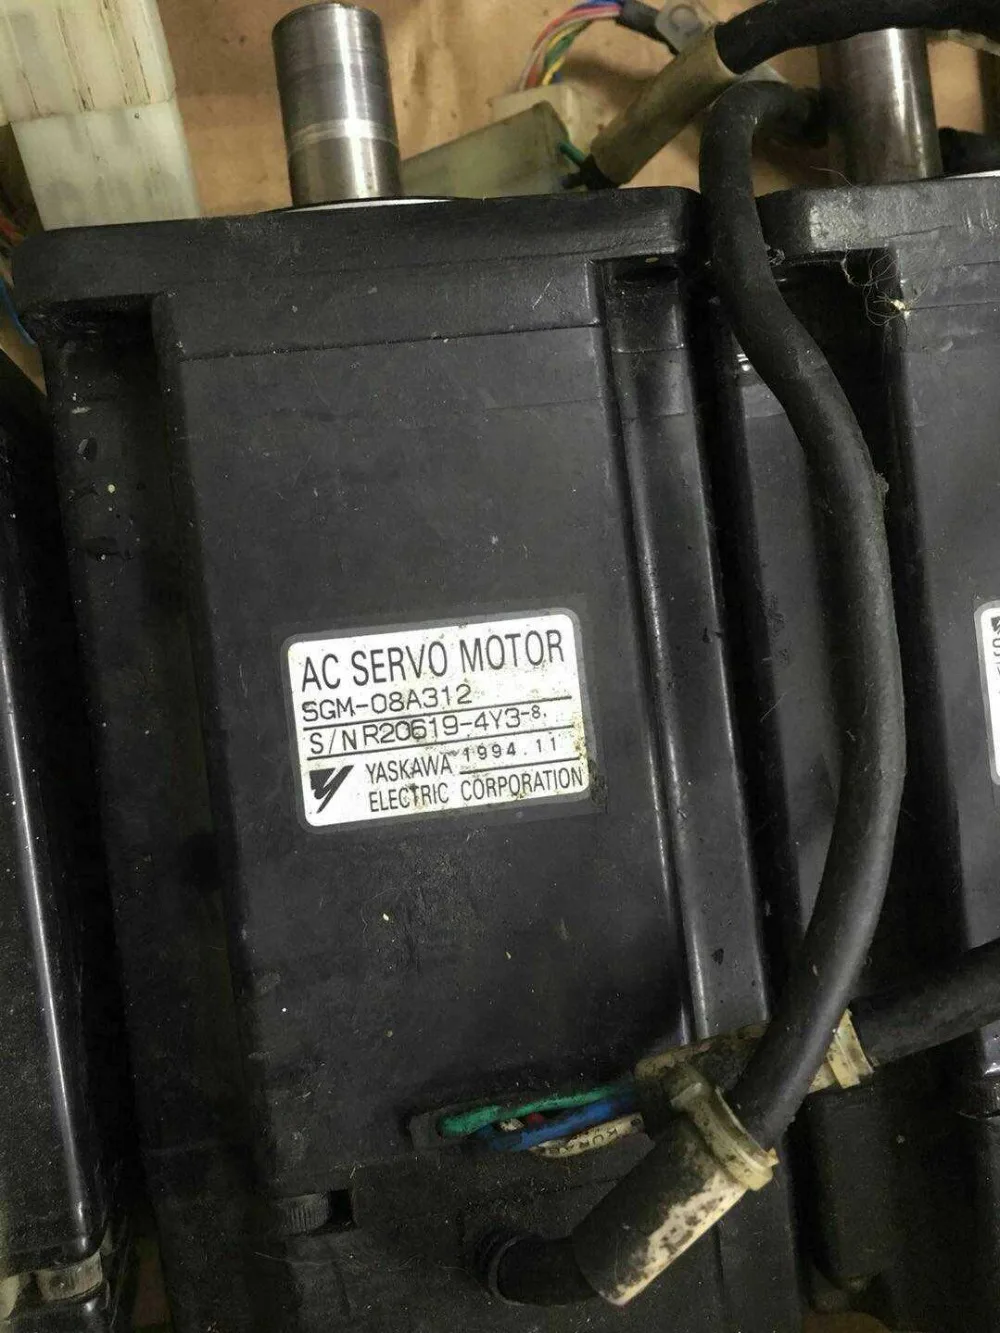 AC SERVO MOTOR
SGM-08A312
S/N R20619-4Y3-8.
YASKAWA 1994.11
ELECTRIC CORPORATION